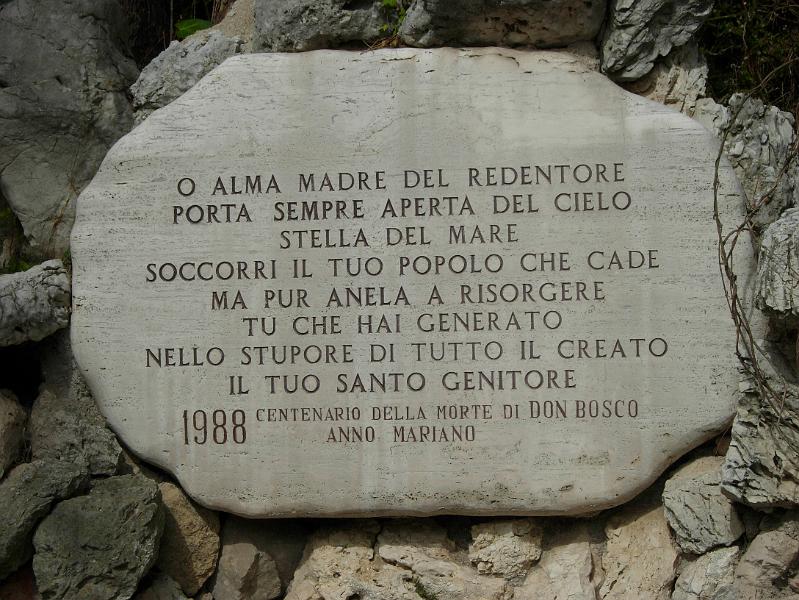 O ALMA MADRE DEL REDENTORE
PORTA SEMPRE APERTA DEL CIELO
STELLA DEL MARE
SOCCORRI IL TUO POPOLO CHE CADE
MA PUR ANELA A RISORGERE
TU CHE HAI GENERATO
NELLO STUPORE DI TUTTO IL CREATO
IL TUO SANTO GENITORE
1988 CENTENARIO DELLA MORTE DI DON BOSCO
ANNO MARIANO